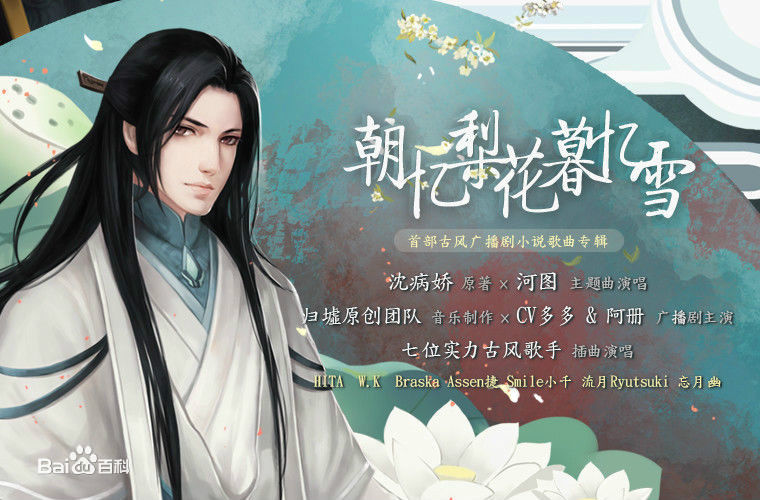 朝忆梨花暮忆雪
首部古风广播剧小说歌曲专辑
沈病娇 原著 × 河图 主题曲演唱
归墟原创团队 音乐制作 × CV多多 & 阿册 广播剧主演
七位实力古风歌手 插曲演唱
HITA W.K Braska Assen捷 Smile小千 流月Ryutsuki 忘月幽
Bai du 百科